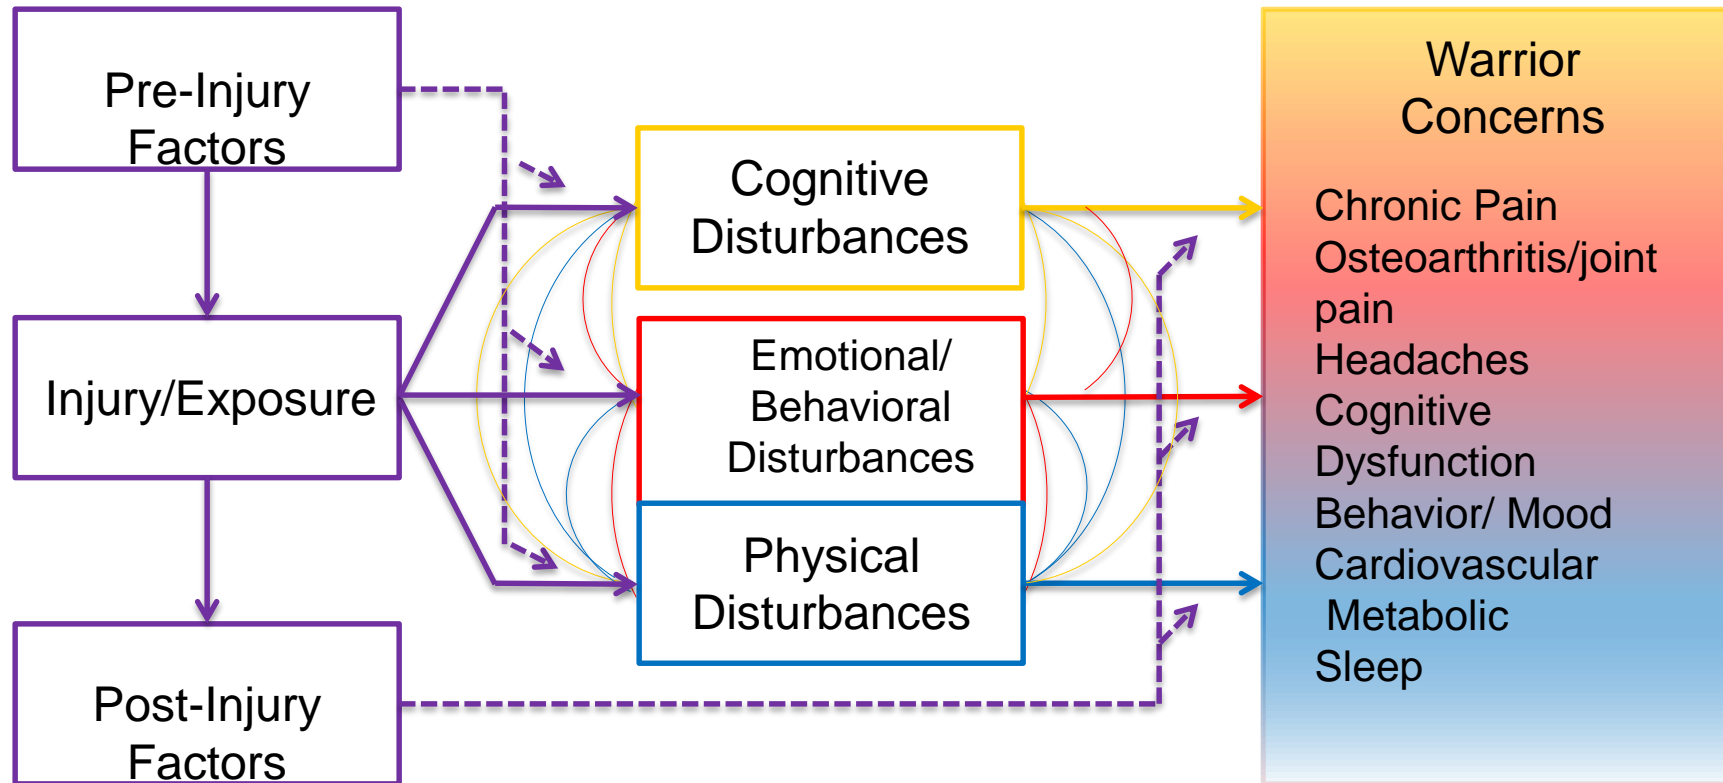 Pre-Injury
Factors
Injury/Exposure
Post-Injury
Factors
Cognitive
Disturbances
Emotional/
Behavioral
Disturbances
Physical
Disturbances
Warrior
Concerns
Chronic Pain
Osteoarthritis/joint
pain
Headaches
Cognitive
Dysfunction
Behavior/ Mood
Cardiovascular
Metabolic
Sleep